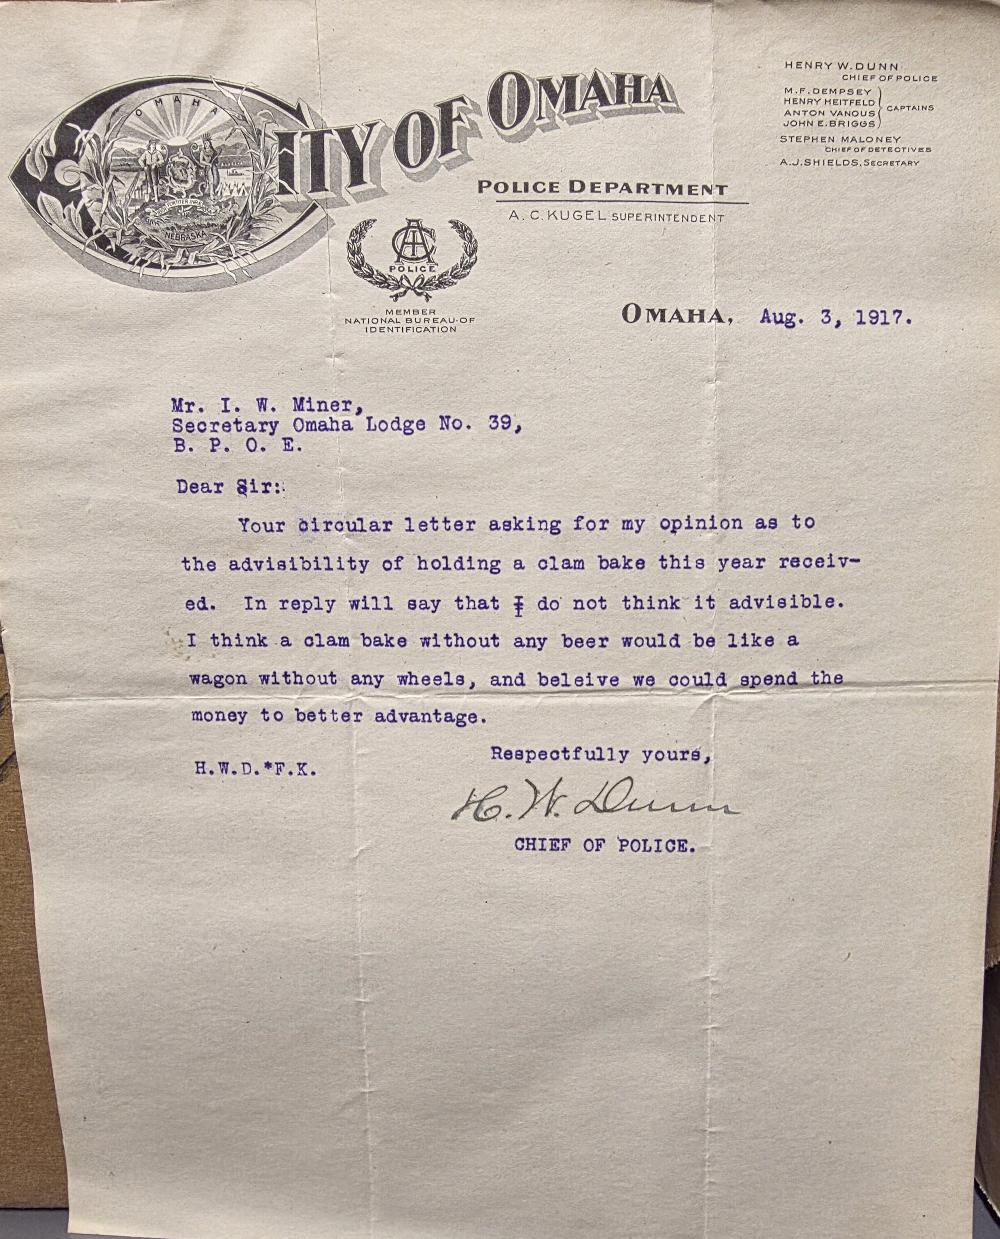 OMAHA
NEBRASKA
CITY OF OMAHA
POLICE DEPARTMENT
A. C. KUGEL SUPERINTENDENT
HENRY W. DUNN
CHIEF OF POLICE
M. F. DEMPSEY
HENRY HEITFELD
ANTON VANOUS
JOHN E. BRIGGS
CAPTAINS
STEPHEN MALONEY
CHIEF OF DETECTIVES
A. J. SHIELDS, SECRETARY
POLICE
MEMBER
NATIONAL BUREAU OF
IDENTIFICATION
OMAHA, Aug. 3, 1917.
Mr. I. W. Miner,
Secretary Omaha Lodge No. 39,
B. P. O. E.
Dear Sir:
Your circular letter asking for my opinion as to
the advisibility of holding a clam bake this year receiv-
ed. In reply will say that I do not think it advisible.
I think a clam bake without any beer would be like a
wagon without any wheels, and beleive we could spend the
money to better advantage.
Respectfully yours,
H.W.D.*F.K.
H. W. Dunn
CHIEF OF POLICE.